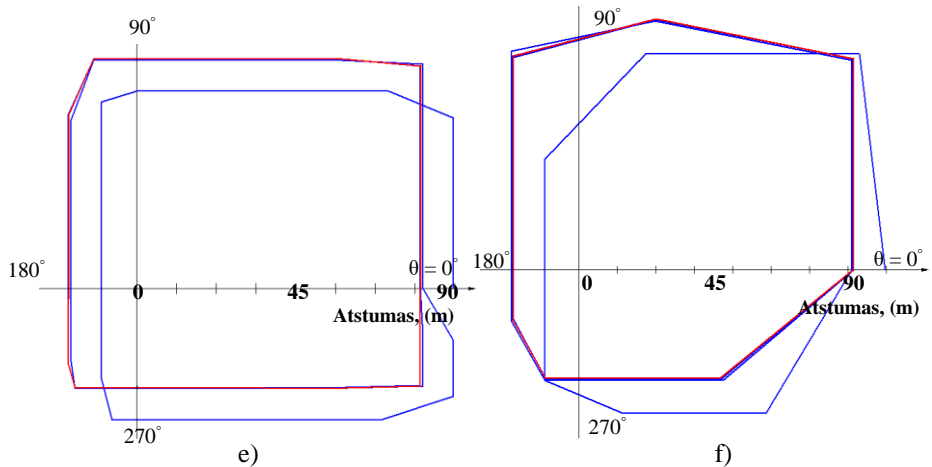 90°
180°
θ = 0°
0 45 90
Atstumas, (m)
270°
e)
90°
180°
θ = 0°
0 45 90
Atstumas, (m)
270°
f)